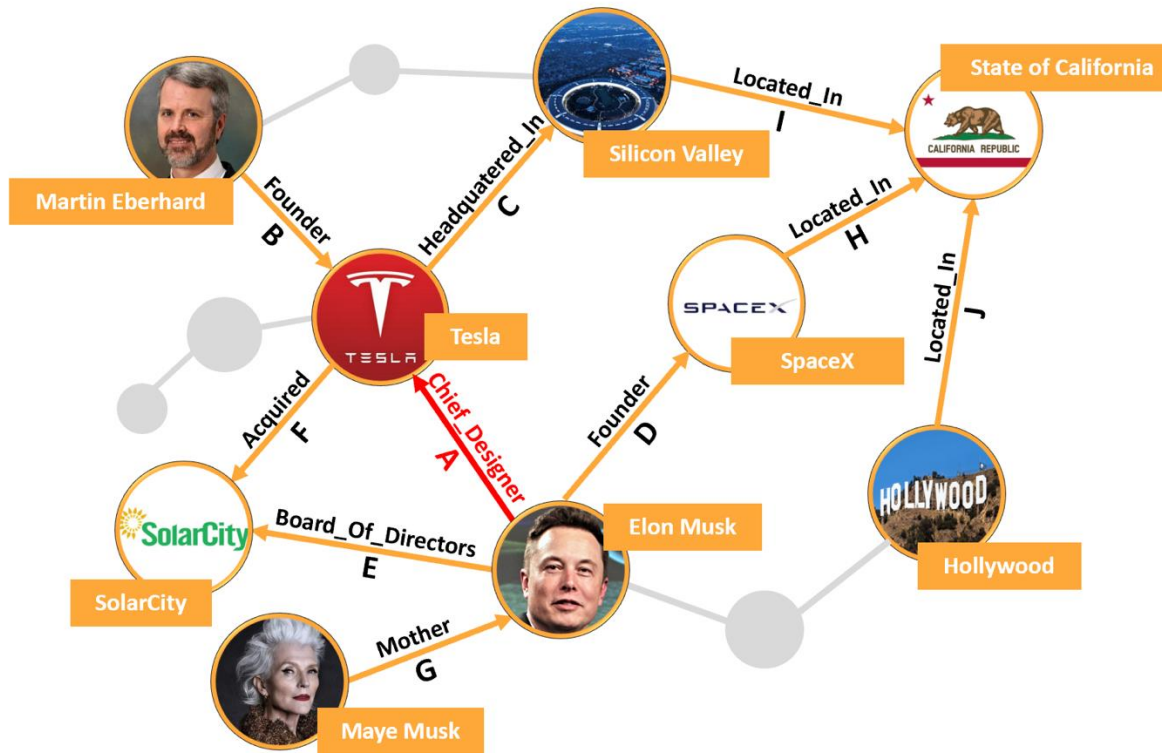 State of California
Located_In
I
CALIFORNIA REPUBLIC
Silicon Valley
Martin Eberhard
Founder
B
Headquatered_In
C
Located_In
H
TESLA
Tesla
SPACEX
SpaceX
Located_In
J
Acquired
F
Chief_Designer
A
Founder
D
HOLLYWOOD
Hollywood
SolarCity
SolarCity
Board_Of_Directors
E
Elon Musk
Mother
G
Maye Musk